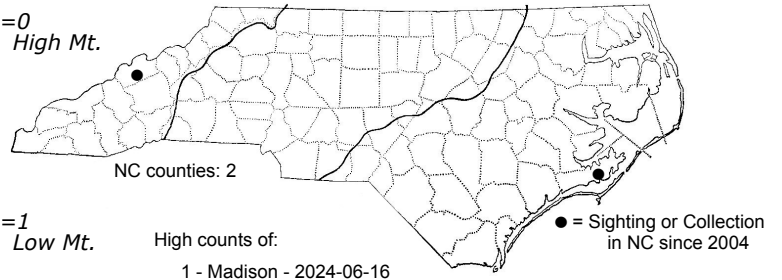 =0
High Mt.
NC counties: 2
=1
Low Mt.
High counts of:
1 - Madison - 2024-06-16
● = Sighting or Collection
in NC since 2004